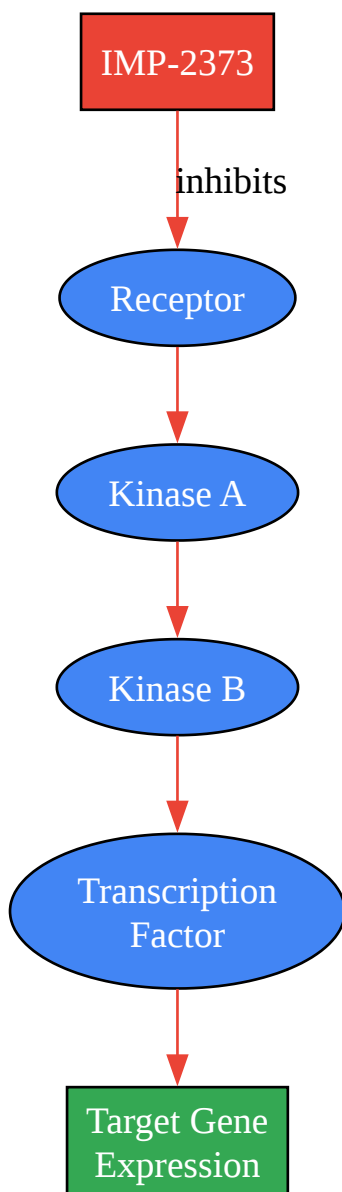 IMP-2373
inhibits
Receptor
Kinase A
Kinase B
Transcription
Factor
Target Gene
Expression